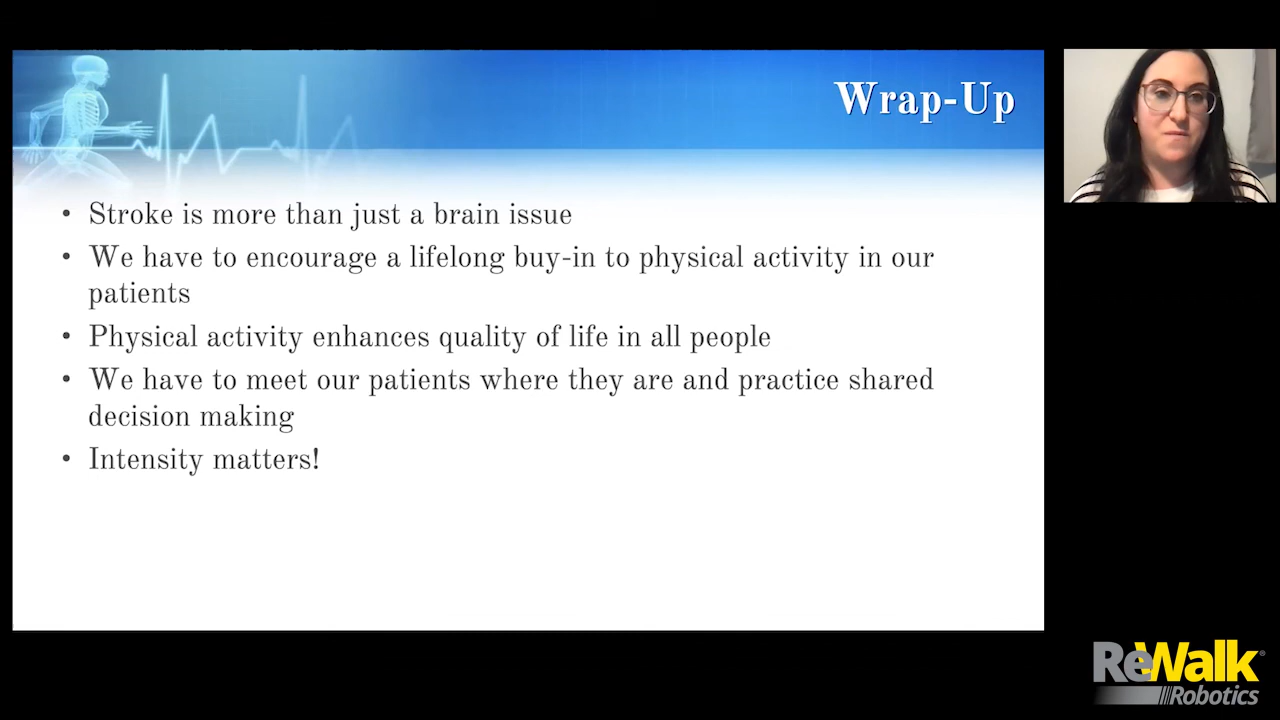 Wrap-Up
• Stroke is more than just a brain issue
• We have to encourage a lifelong buy-in to physical activity in our
patients
• Physical activity enhances quality of life in all people
• We have to meet our patients where they are and practice shared
decision making
• Intensity matters!
ReWalk®
Robotics